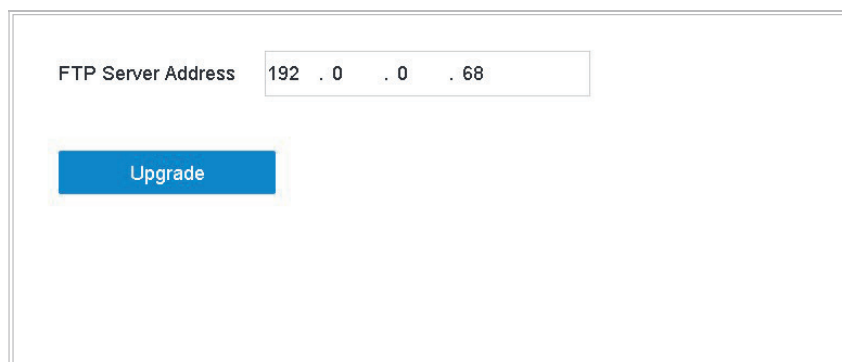 FTP Server Address 192 . 0 . 0 . 68
Upgrade